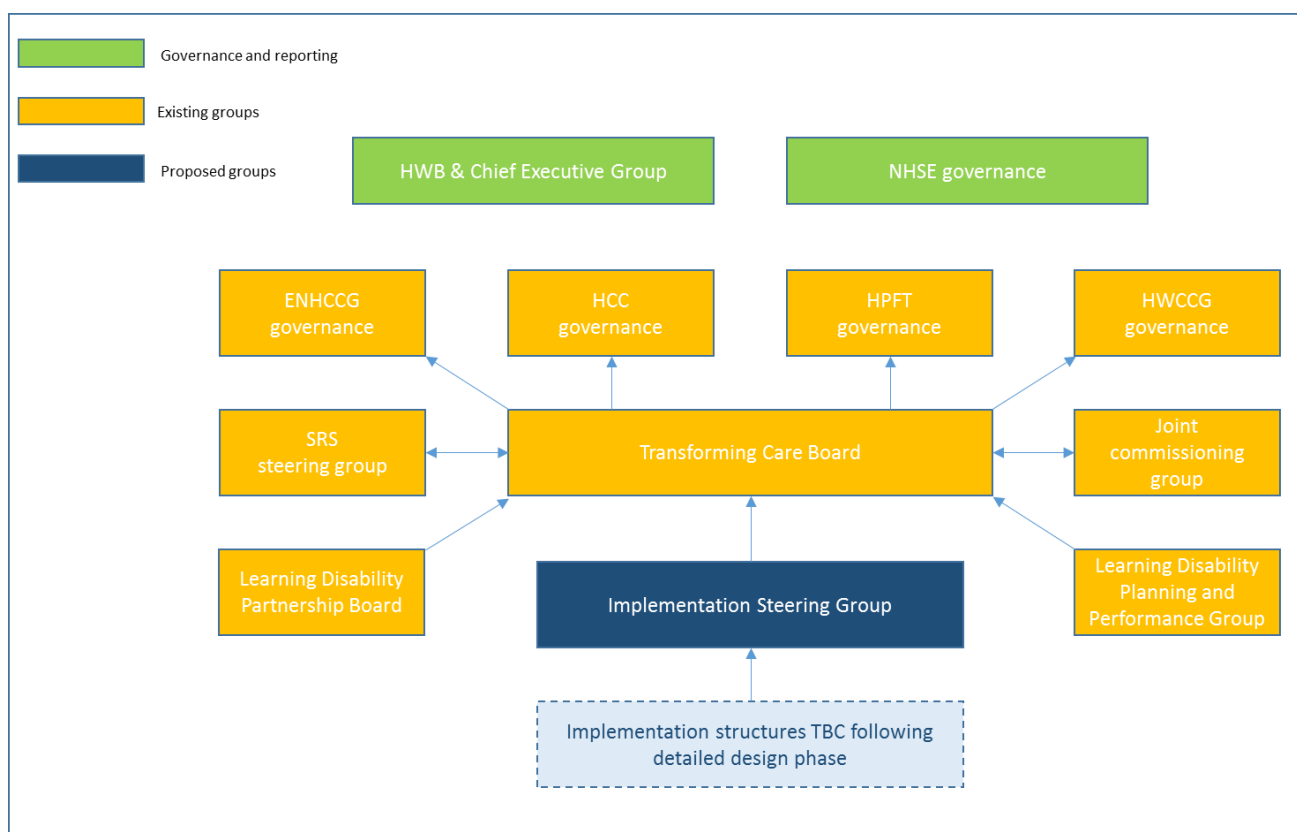 Governance and reporting
Existing groups
Proposed groups
HWB & Chief Executive Group
NHSE governance
ENHCCG
governance
HCC
governance
HPFT
governance
HWCCG
governance
SRS
steering group
Transforming Care Board
Joint
commissioning
group
Learning Disability
Partnership Board
Implementation Steering Group
Learning Disability
Planning and
Performance Group
Implementation structures TBC following
detailed design phase